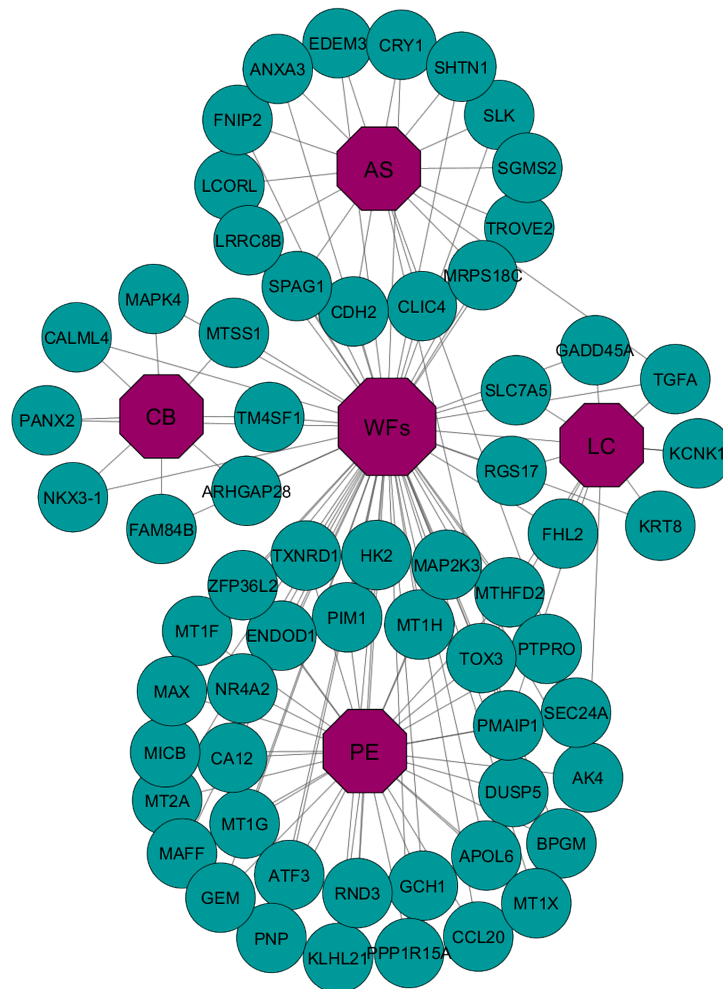 EDEM3
CRY1
ANXA3
SHTN1
FNIP2
SLK
AS
SGMS2
LCORL
TROVE2
LRRC8B
MRPS18C
SPAG1
CDH2
CLIC4
MAPK4
CALML4
MTSS1
GADD45A
SLC7A5
TGFA
PANX2
CB
TM4SF1
WFs
LC
KCNK1
RGS17
NKX3-1
ARHGAP28
FAM84B
FHL2
KRT8
TXNRD1
HK2
MAP2K3
ZFP36L2
MTHFD2
PIM1
MT1H
MT1F
ENDOD1
TOX3
PTPRO
MAX
NR4A2
SEC24A
PMAIP1
MICB
CA12
PE
AK4
MT2A
DUSP5
MT1G
BPGM
MAFF
APOL6
ATF3
GEM
RND3
GCH1
MT1X
PNP
CCL20
KLHL21
PPP1R15A